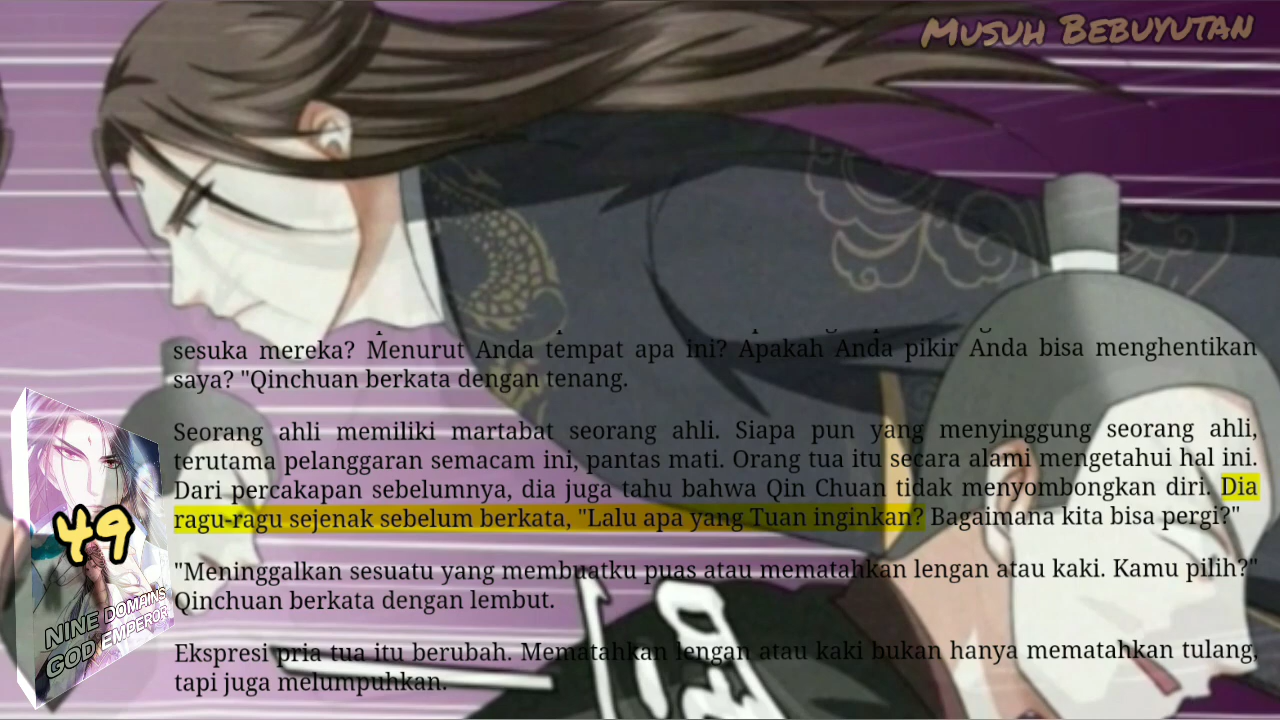 Musuh Bebuyutan
sesuka mereka? Menurut Anda tempat apa ini? Apakah Anda pikir Anda bisa menghentikan
saya? "Qinchuan berkata dengan tenang.
Seorang ahli memiliki martabat seorang ahli. Siapa pun yang menyinggung seorang ahli,
terutama pelanggaran semacam ini, pantas mati. Orang tua itu secara alami mengetahui hal ini.
Dari percakapan sebelumnya, dia juga tahu bahwa Qin Chuan tidak menyombongkan diri. Dia
ragu-ragu sejenak sebelum berkata, "Lalu apa yang Tuan inginkan? Bagaimana kita bisa pergi?"
"Meninggalkan sesuatu yang membuatku puas atau mematahkan lengan atau kaki. Kamu pilih?"
Qinchuan berkata dengan lembut.
Ekspresi pria tua itu berubah. Mematahkan lengan atau kaki bukan hanya mematahkan tulang,
tapi juga melumpuhkan.
49
NINE DOMAINS
GOD EMPEROR